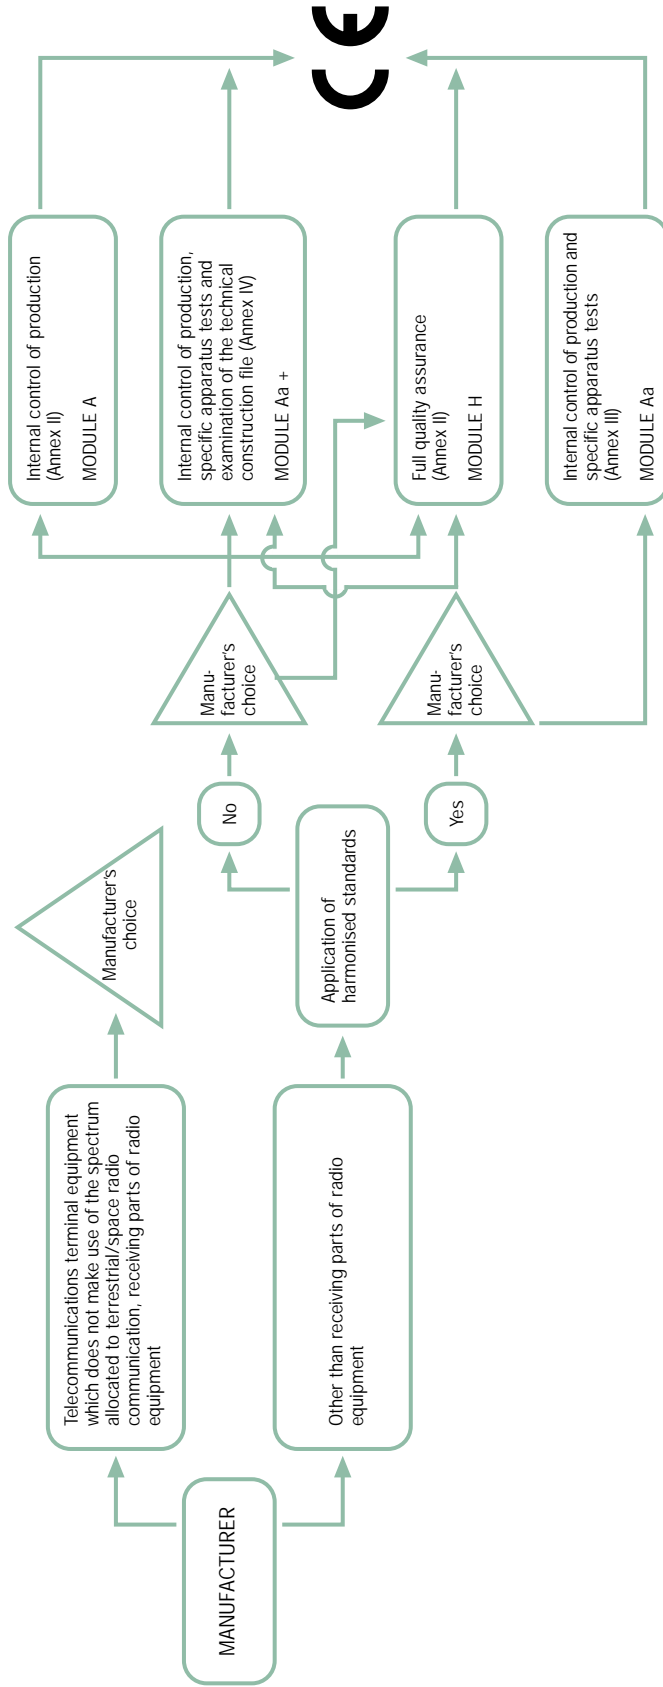 MANUFACTURER
Telecommunications terminal equipment
which does not make use of the spectrum
allocated to terrestrial/space radio
communication, receiving parts of radio
equipment
Other than receiving parts of radio
equipment
Manufacturer's
choice
Application of
harmonised standards
No
Yes
Manu-
facturer's
choice
Manu-
facturer's
choice
Internal control of production
(Annex II)
MODULE A
Internal control of production,
specific apparatus tests and
examination of the technical
construction file (Annex IV)
MODULE Aa +
Full quality assurance
(Annex II)
MODULE H
Internal control of production and
specific apparatus tests
(Annex III)
MODULE Aa
CE